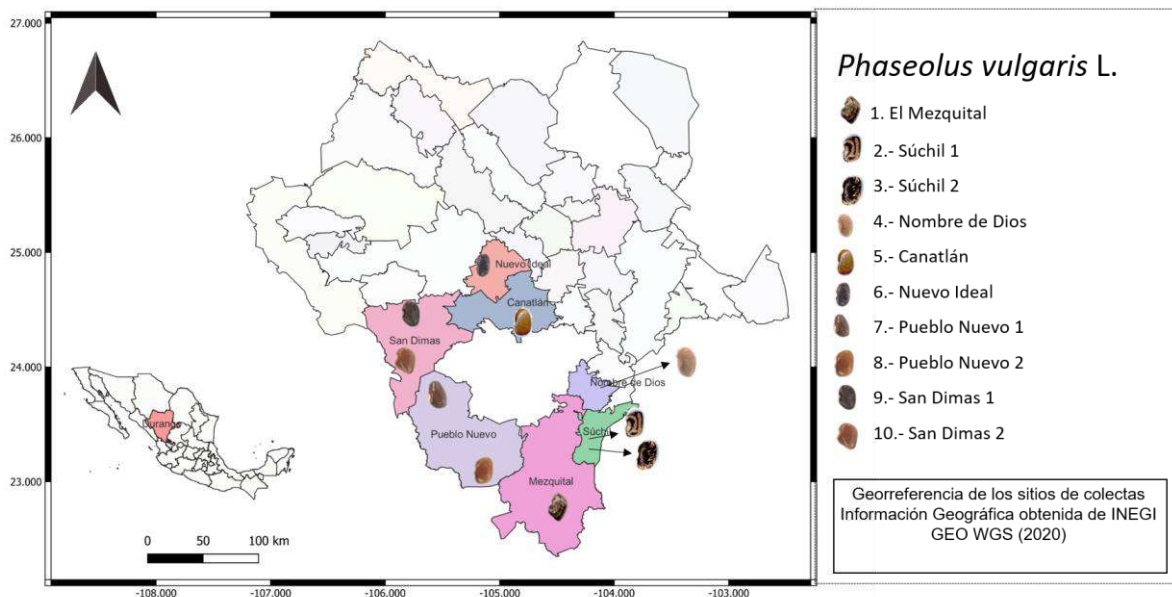 27.000
26.000
25.000
24.000
23.000
-108.000
-107.000
-106.000
-105.000
-104.000
-103.000
Nuevo Ideal
Canatlán
San Dimas
Nombre de Dios
Pueblo Nuevo
Súchil
Mezquital
Durango
0 50 100 km
Phaseolus vulgaris L.
1. El Mezquital
2.- Súchil 1
3.- Súchil 2
4.- Nombre de Dios
5.- Canatlán
6.- Nuevo Ideal
7.- Pueblo Nuevo 1
8.- Pueblo Nuevo 2
9.- San Dimas 1
10.- San Dimas 2
Georreferencia de los sitios de colectas
Información Geográfica obtenida de INEGI
GEO WGS (2020)